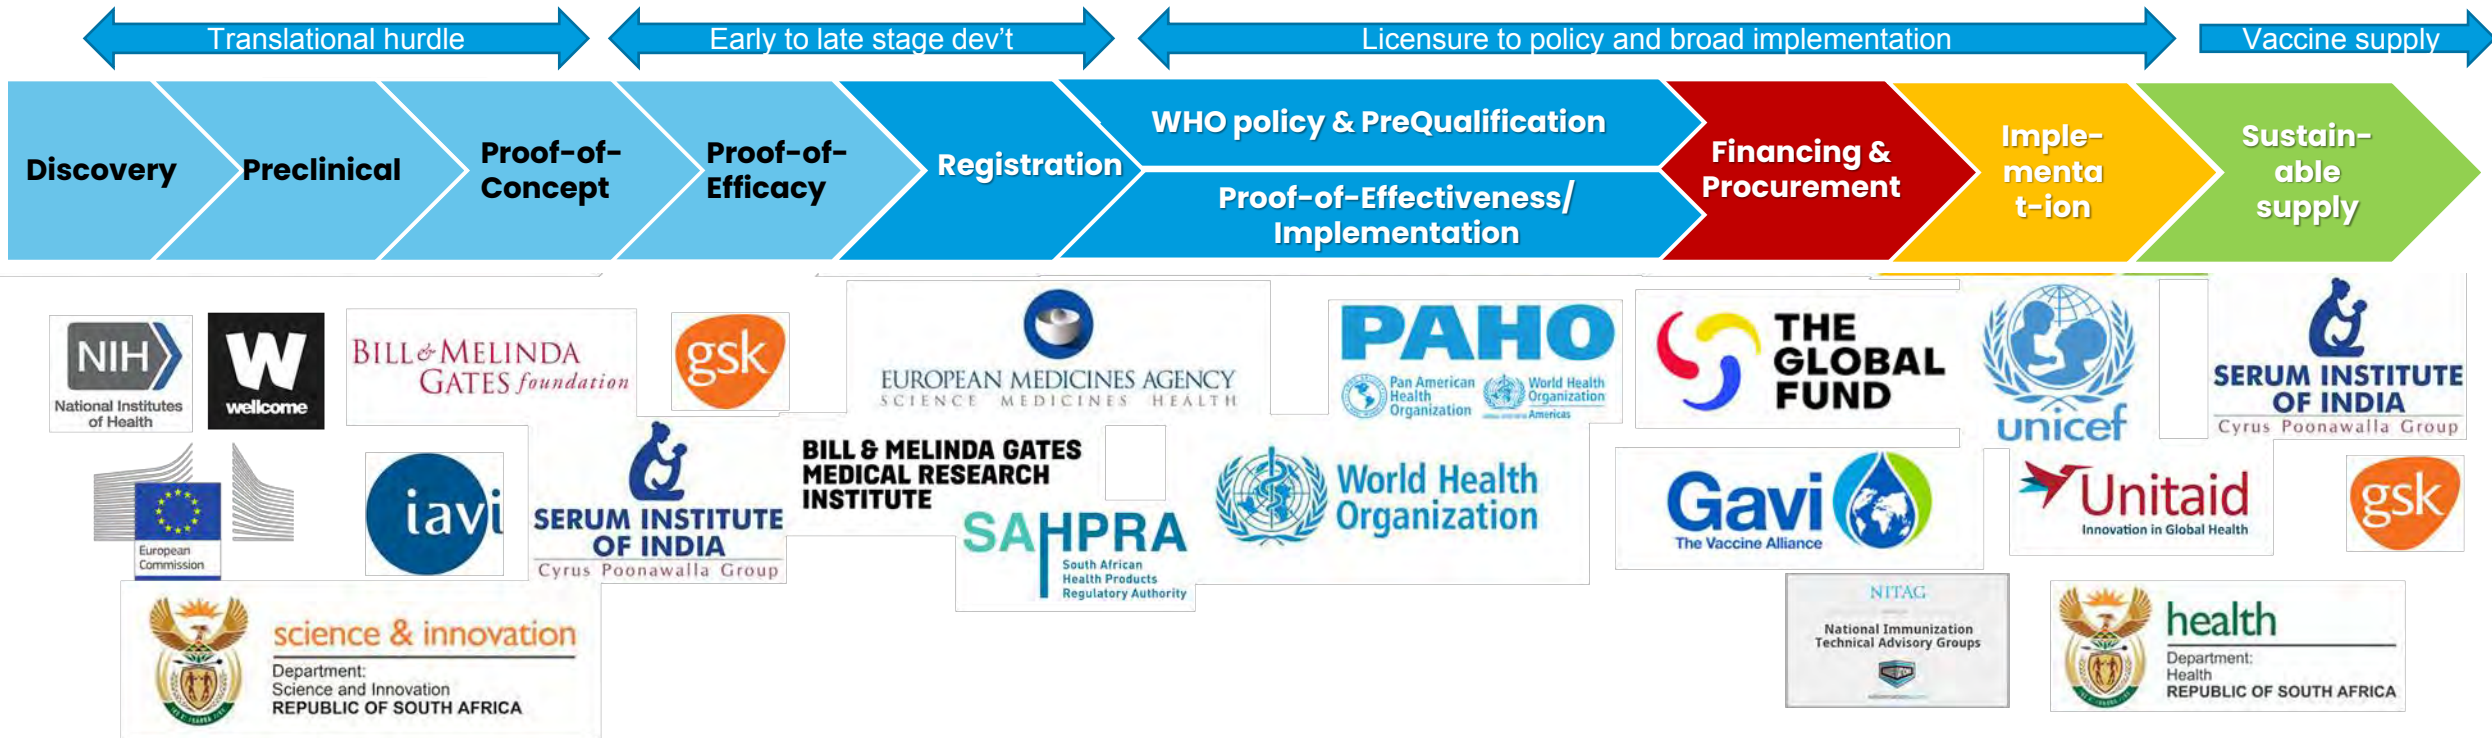 Translational hurdle
Early to late stage dev’t
Licensure to policy and broad implementation
Vaccine supply
Discovery
Preclinical
Proof-of-
Concept
Proof-of-
Efficacy
Registration
WHO policy & PreQualification
Proof-of-Effectiveness/
Implementation
Financing &
Procurement
Imple-
menta
t-ion
Sustain-
able
supply
NIH
National Institutes
of Health
W
wellcome
BILL & MELINDA
GATES foundation
gsk
EUROPEAN MEDICINES AGENCY
SCIENCE MEDICINES HEALTH
PAHO
Pan American
Health
Organization
World Health
Organization
Americas
THE
GLOBAL
FUND
unicef
SERUM INSTITUTE
OF INDIA
Cyrus Poonawalla Group
European
Commission
iavi
SERUM INSTITUTE
OF INDIA
Cyrus Poonawalla Group
BILL & MELINDA GATES
MEDICAL RESEARCH
INSTITUTE
SAHPRA
South African
Health Products
Regulatory Authority
World Health
Organization
Gavi
The Vaccine Alliance
Unitaid
Innovation in Global Health
gsk
science & innovation
Department:
Science and Innovation
REPUBLIC OF SOUTH AFRICA
NITAG
National Immunization
Technical Advisory Groups
health
Department:
Health
REPUBLIC OF SOUTH AFRICA